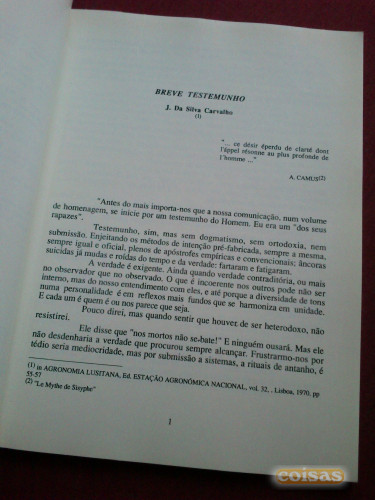 BREVE TESTEMUNHO
J. Da Silva Carvalho
(1)
"... ce désir éperdu de clarté dont
l'áppel résonne au plus profonde de
l'homme ..."
A. CAMUS(2)
"Antes do mais importa-nos que a nossa comunicação, num volume
de homenagem, se inicie por um testemunho do Homem. Eu era um "dos seus
rapazes".
Testemunho, sim, mas sem dogmatismo, sem ortodoxia, nem
submissão. Enjeitando os métodos de intenção pré-fabricada, sempre a mesma,
sempre igual e oficial, plenos de apóstrofes empíricas e convencionais; âncoras
suicidas já mudas e roídas do tempo e da verdade: fartaram e fatigaram.
A verdade é exigente. Ainda quando verdade contraditória, ou mais
no observador que no observado. O que é incoerente nos outros pode não ser
interno, mas do nosso entendimento com eles, e até porque a diversidade de tons
numa personalidade é em reflexos mais fundos que se harmoniza em unidade.
E cada um é quem é ou nos parece que seja.
Pouco direi, mas quando sentir que houver de ser heterodoxo, não
resistirei.
Ele disse que "nos mortos não se-bate!" E ninguém ousará. Mas ele
não desdenharia a verdade que procurou sempre alcançar. Frustrarmo-nos por
tédio seria mediocridade, mas por submissão a sistemas, a rituais de antanho, é
(1) in AGRONOMIA LUSITANA, Ed. ESTAÇÃO AGRONÓMICA NACIONAL, vol. 32, . Lisboa, 1970, pp
55-57
(2) "Le Mythe de Sisyphe"
1
coisas